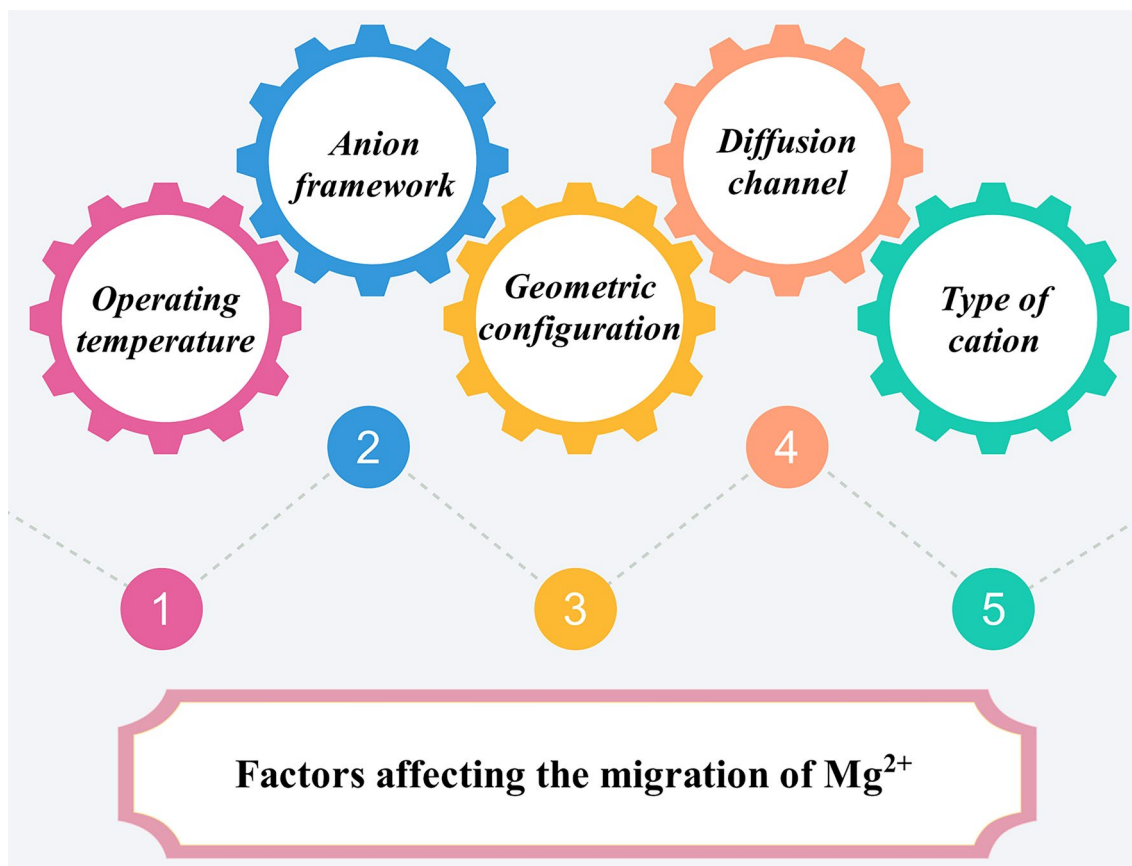 Operating
temperature
Anion
framework
Geometric
configuration
Diffusion
channel
Type of
cation
1
2
3
4
5
Factors affecting the migration of Mg²⁺